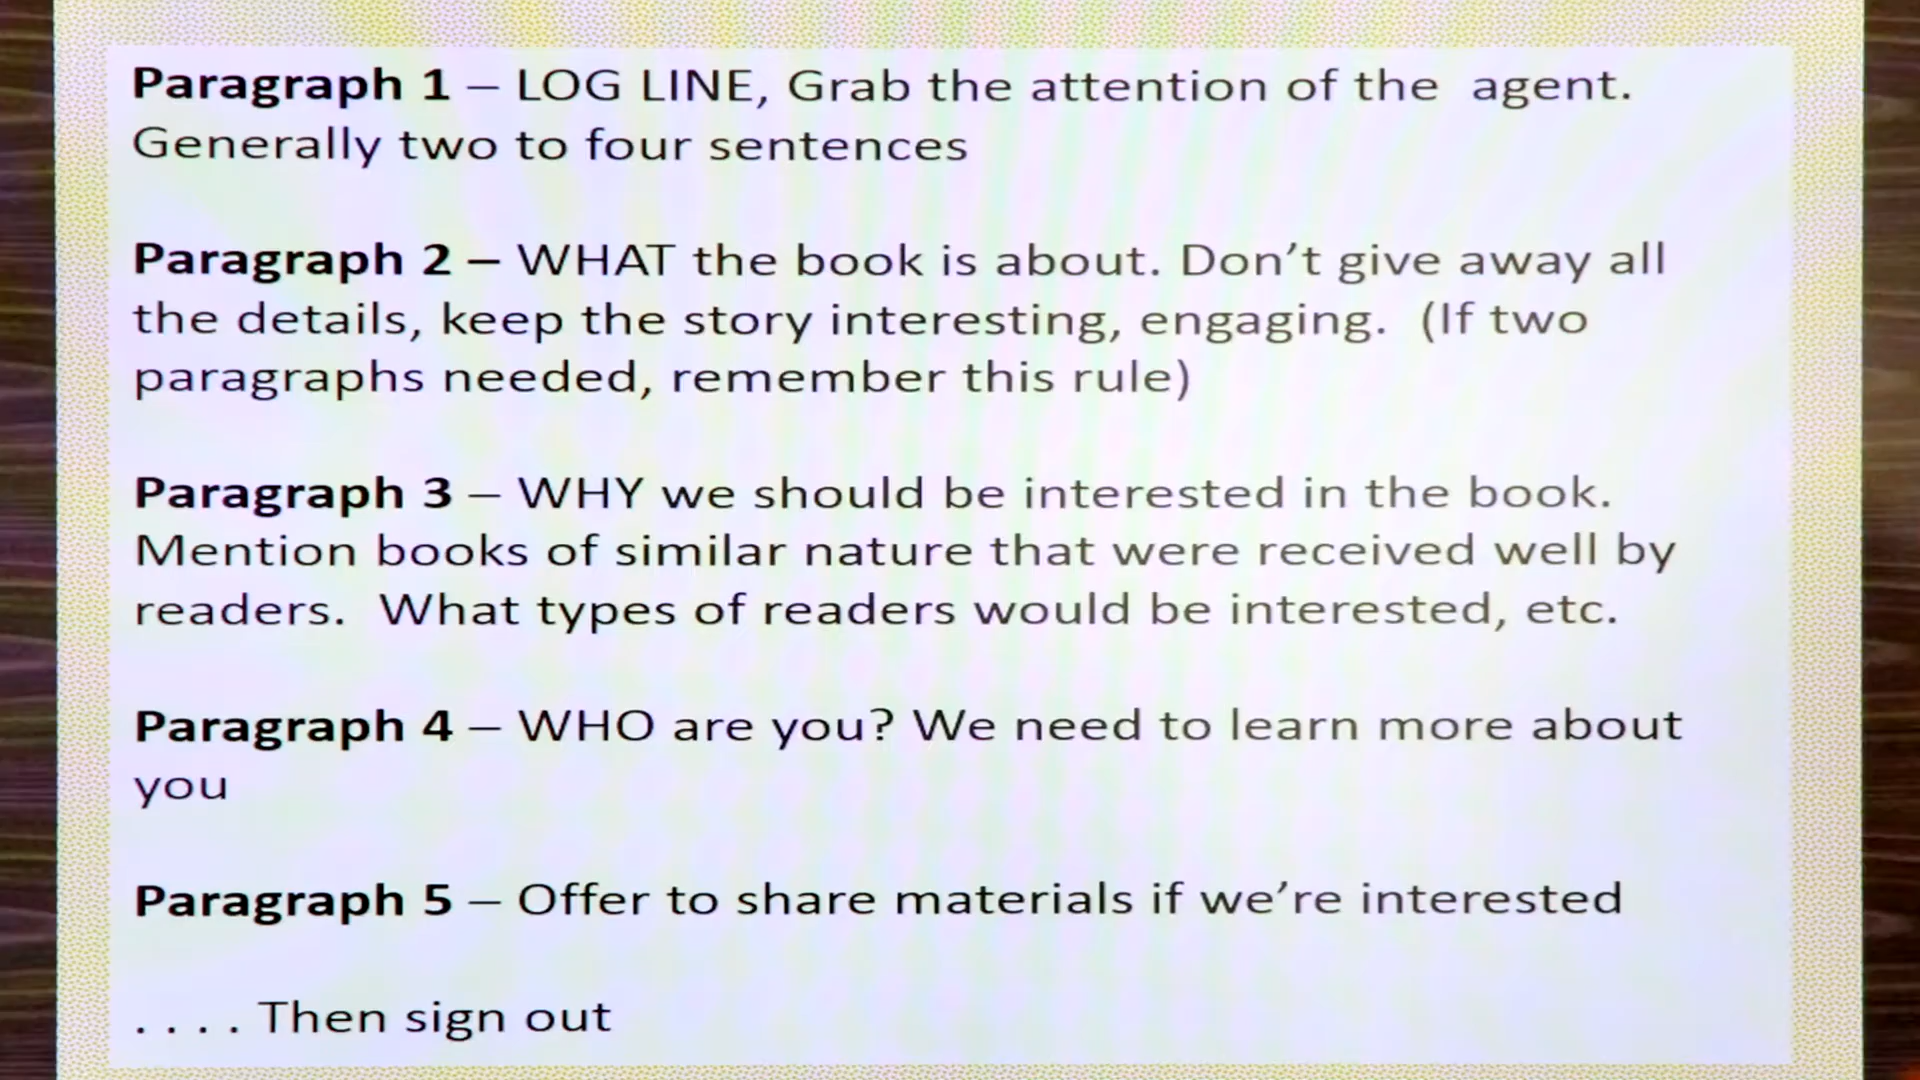 Paragraph 1 – LOG LINE, Grab the attention of the agent.
Generally two to four sentences
Paragraph 2 – WHAT the book is about. Don’t give away all
the details, keep the story interesting, engaging. (If two
paragraphs needed, remember this rule)
Paragraph 3 – WHY we should be interested in the book.
Mention books of similar nature that were received well by
readers. What types of readers would be interested, etc.
Paragraph 4 – WHO are you? We need to learn more about
you
Paragraph 5 – Offer to share materials if we’re interested
. . . . Then sign out